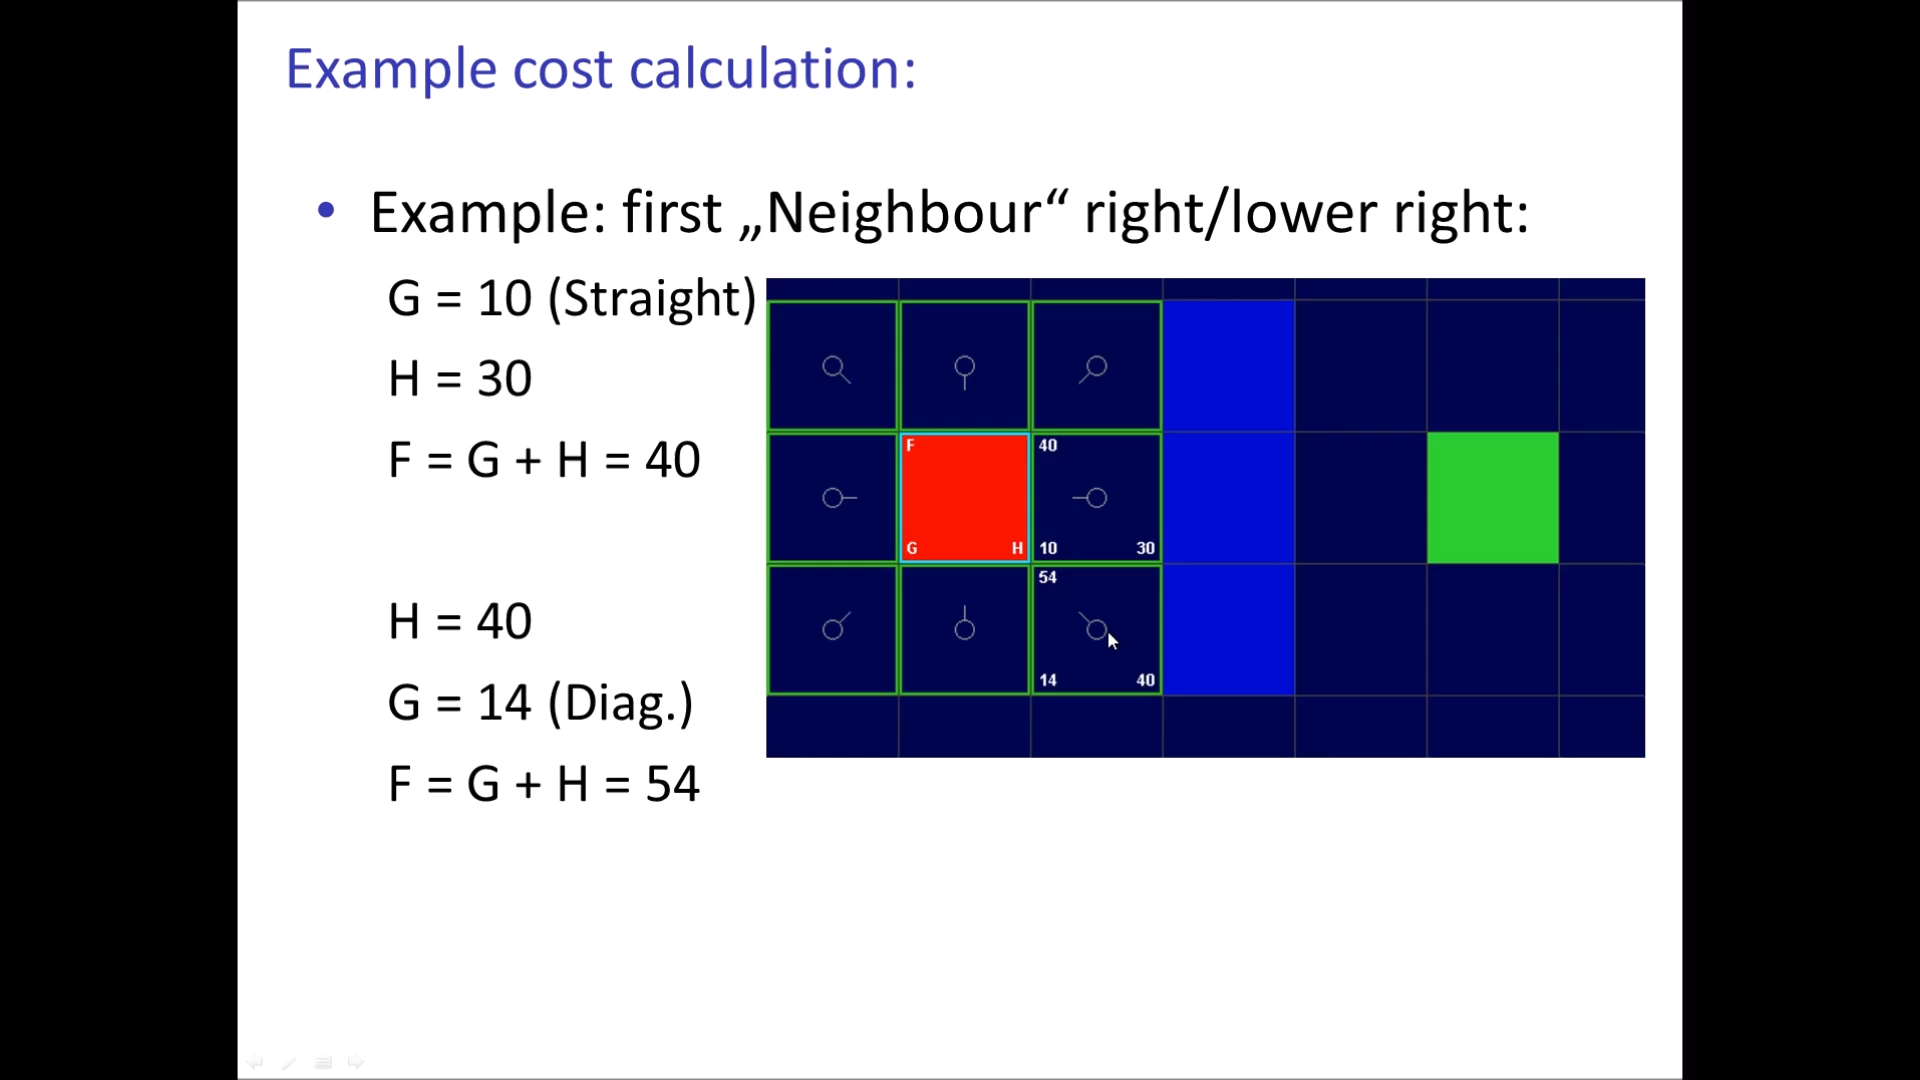 Example cost calculation:
• Example: first „Neighbour“ right/lower right:
G = 10 (Straight)
H = 30
F = G + H = 40
H = 40
G = 14 (Diag.)
F = G + H = 54
F
G H
40
10 30
54
14 40